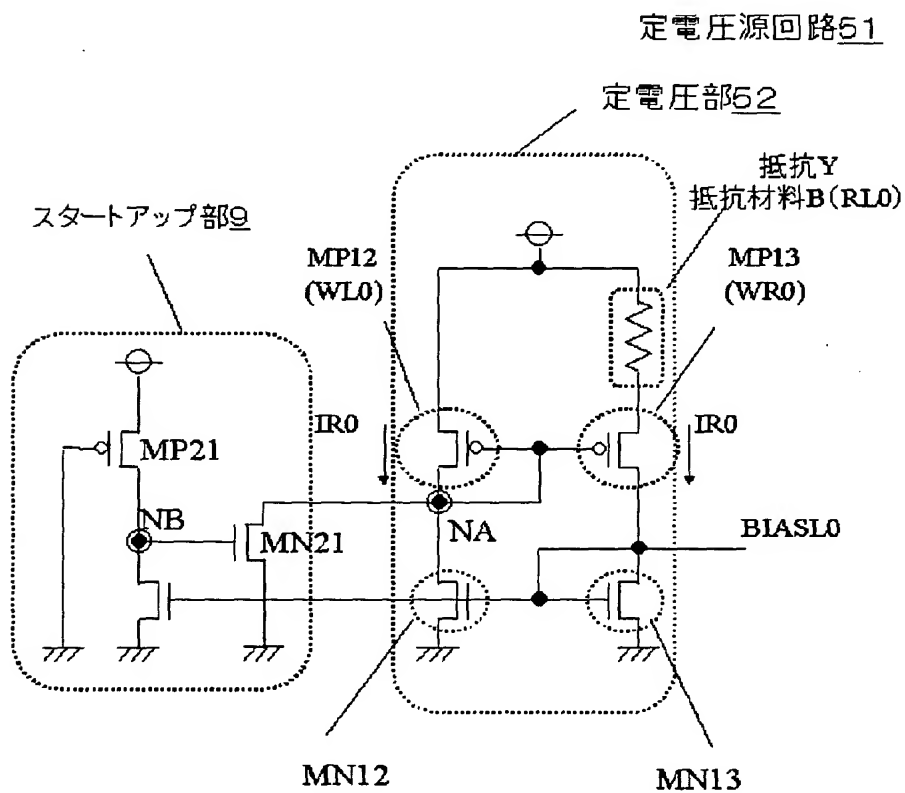 定電圧源回路51
定電圧部52
抵抗Y
抵抗材料B(RL0)
スタートアップ部9
MP12
(WL0)
MP13
(WR0)
IR0
IR0
MP21
NB
MN21
NA
BIASL0
MN12
MN13